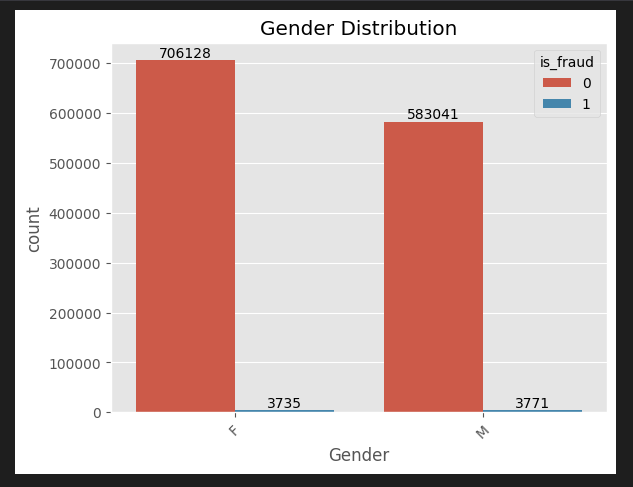 Gender Distribution
706128
700000
is_fraud
0
1
600000
583041
500000
count
400000
300000
200000
100000
3735
3771
0
F
M
Gender